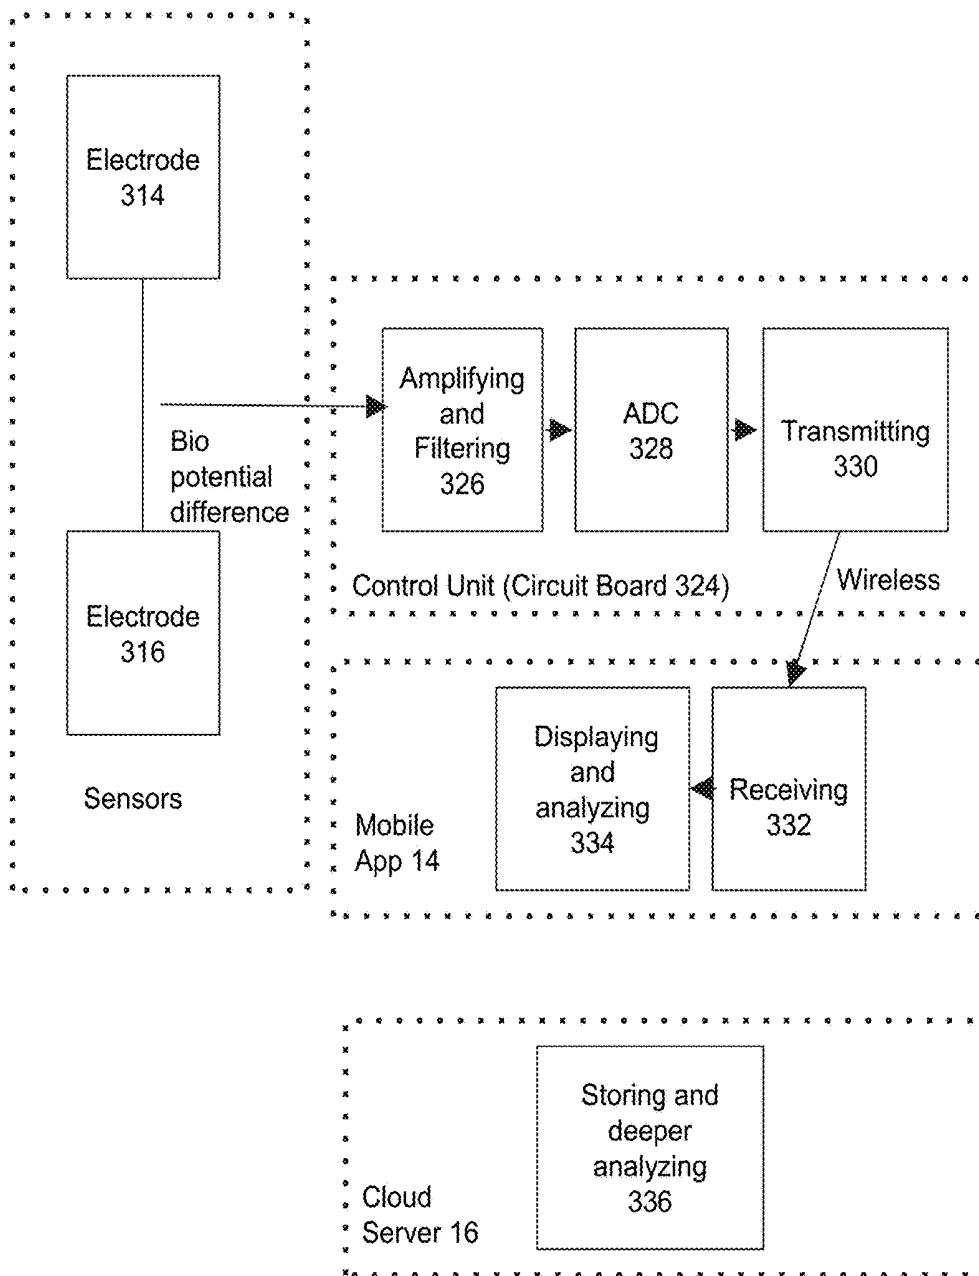 Electrode
314
Bio
potential
difference
Electrode
316
Sensors
Amplifying
and
Filtering
326
ADC
328
Transmitting
330
Control Unit (Circuit Board 324)
Wireless
Displaying
and
analyzing
334
Receiving
332
Mobile
App 14
Storing and
deeper
analyzing
336
Cloud
Server 16